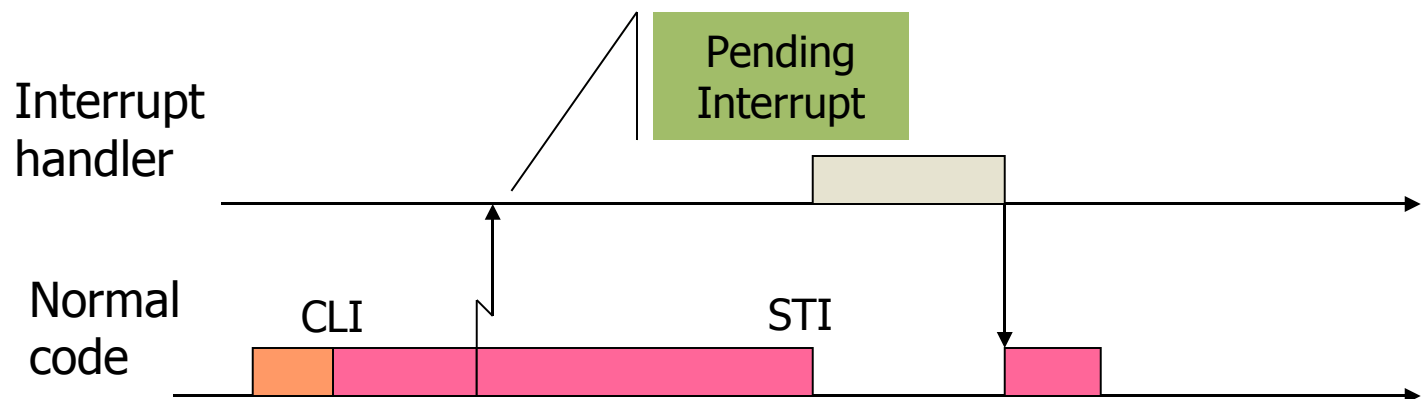 Pending
Interrupt
Interrupt
handler
Normal
code
CLI
STI